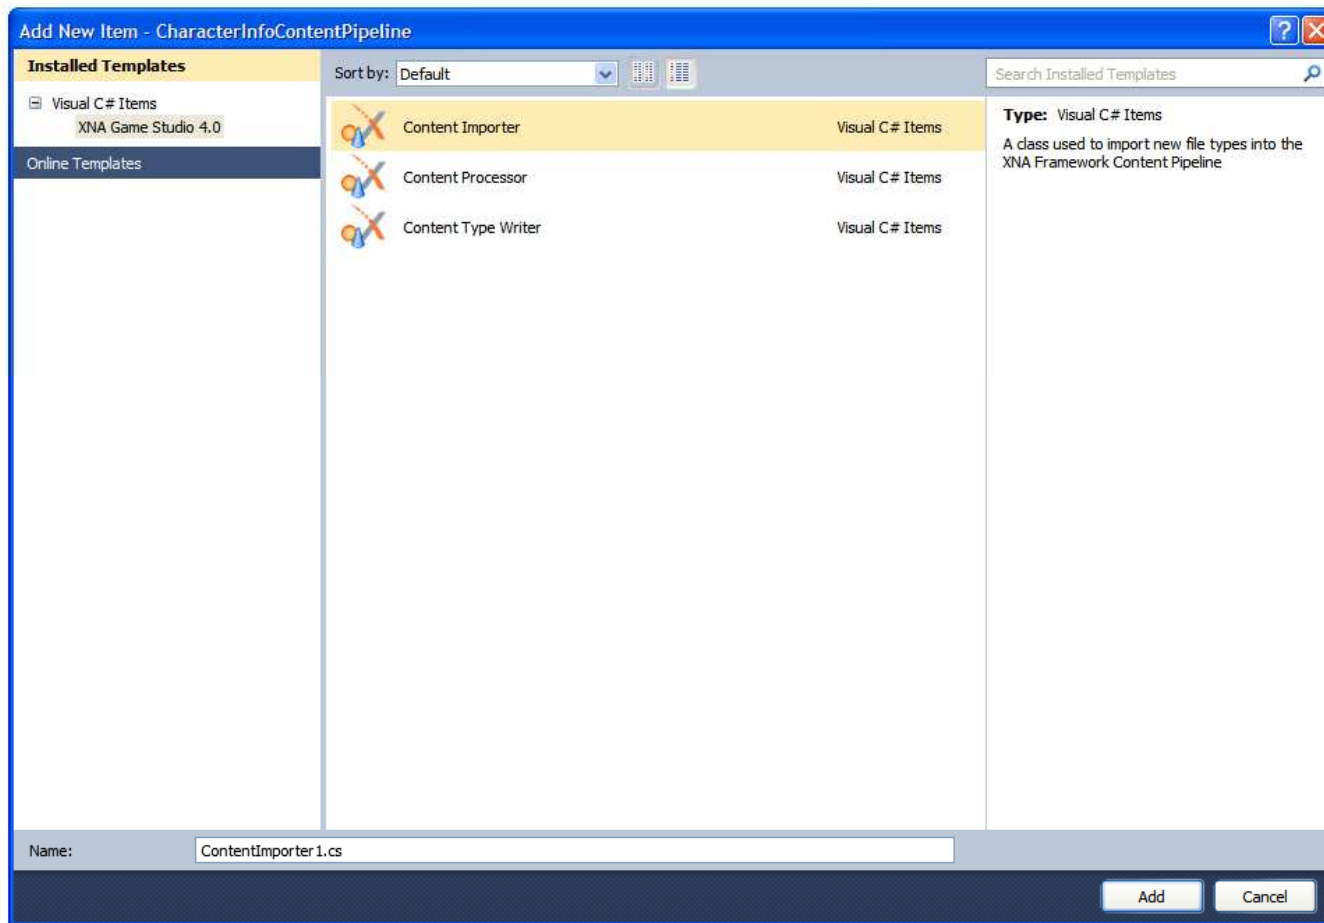 Add New Item - CharacterInfoContentPipeline
Installed Templates
Visual C# Items
XNA Game Studio 4.0
Online Templates
Sort by: Default
Content Importer Visual C# Items
Content Processor Visual C# Items
Content Type Writer Visual C# Items
Search Installed Templates
Type: Visual C# Items
A class used to import new file types into the
XNA Framework Content Pipeline
Name: ContentImporter1.cs
Add Cancel